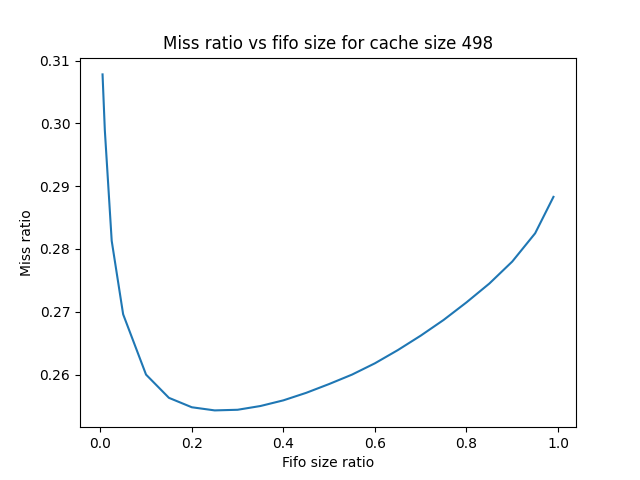 Miss ratio vs fifo size for cache size 498
0.31
0.30
0.29
0.28
0.27
0.26
Miss ratio
0.0 0.2 0.4 0.6 0.8 1.0
Fifo size ratio